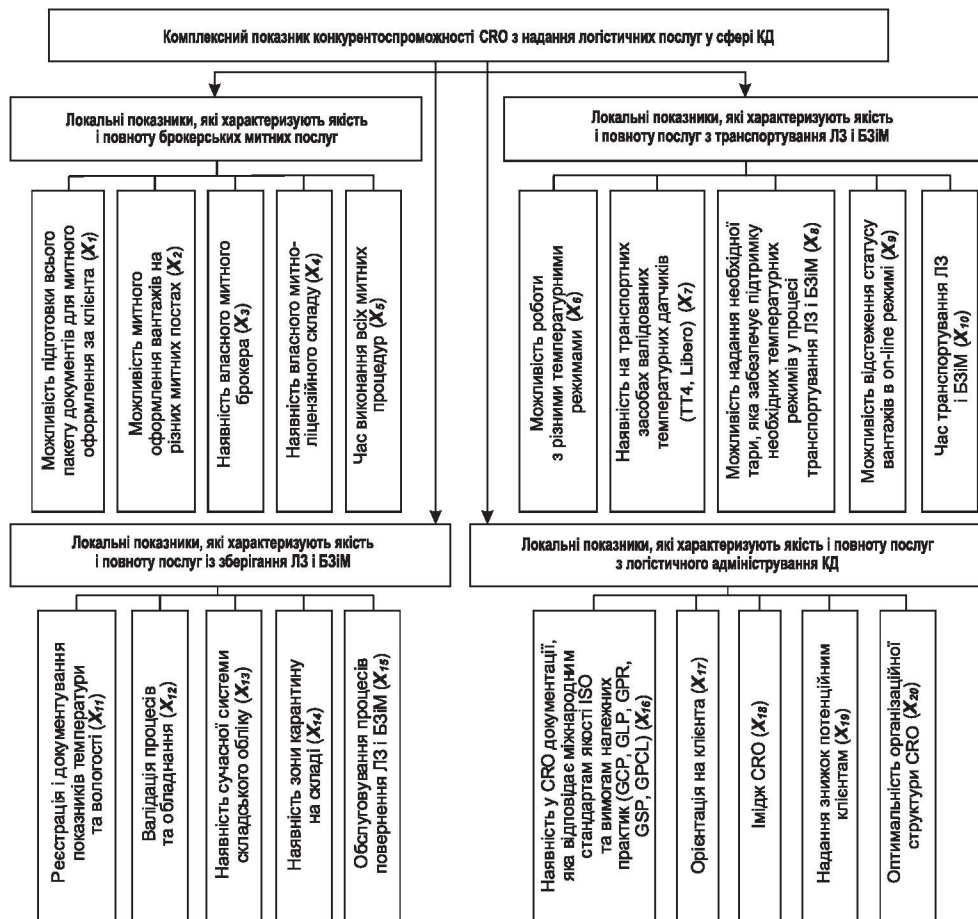 Комплексний показник конкурентоспроможності CRO з надання логістичних послуг у сфері КД
Локальні показники, які характеризують якість
і повноту брокерських митних послуг
Локальні показники, які характеризують якість
і повноту послуг з транспортування ЛЗ і БЗіМ
Можливість підготовки всього
пакету документів для митного
оформлення за клієнта (X1)
Можливість митного
оформлення вантажів на
різних митних постах (X2)
Наявність власного митного
брокера (X3)
Наявність власного митно-
ліцензійного складу (X4)
Час виконання всіх митних
процедур (X5)
Можливість роботи
з різними температурними
режимами (X6)
Наявність на транспортних
засобах валідованих
температурних датчиків
(TT4, Libero) (X7)
Можливість надання необхідної
тари, яка забезпечує підтримку
необхідних температурних
режимів у процесі
транспортування ЛЗ і БЗіМ (X8)
Можливість відстеження статусу
вантажів в on-line режимі (X9)
Час транспортування ЛЗ
і БЗіМ (X10)
Локальні показники, які характеризують якість
і повноту послуг із зберігання ЛЗ і БЗіМ
Локальні показники, які характеризують якість і повноту послуг
з логістичного адміністрування КД
Реєстрація і документування
показників температури
та вологості (X11)
Валідація процесів
та обладнання (X12)
Наявність сучасної системи
складського обліку (X13)
Наявність зони карантину
на складі (X14)
Обслуговування процесів
повернення ЛЗ і БЗіМ (X15)
Наявність у CRO документації,
яка відповідає міжнародним
стандартам якості ISO
та вимогам належних
практик (GCP, GLP, GPR,
GSP, GPCL) (X16)
Орієнтація на клієнта (X17)
Імідж CRO (X18)
Надання знижок потенційним
клієнтам (X19)
Оптимальність організаційної
структури CRO (X20)